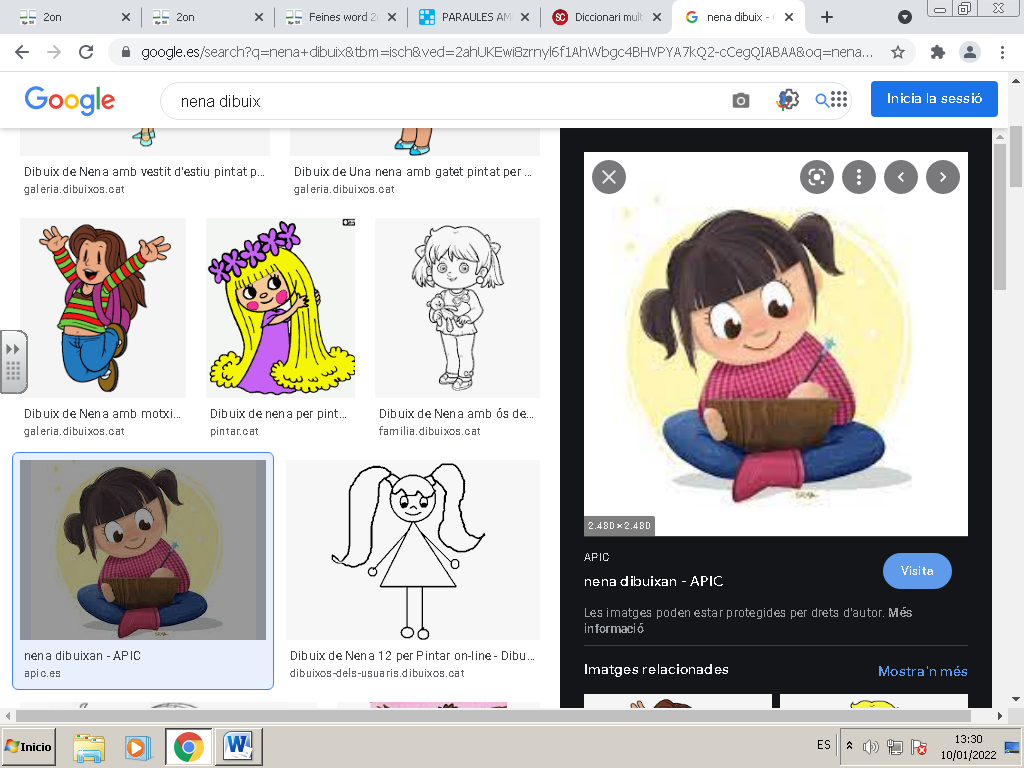 2on
2on
Feines word 2
PARAULES AM
Diccionari mult
nena dibuix - G
google.es/search?q=nena+dibuix&tbm=isch&ved=2ahUKEwi8zrnyl6f1AhWbgc4BHVPYA7kQ2-cCegQIABAA&oq=nena...
Google
nena dibuix
Inicia la sessió
Dibuix de Nena amb vestit d'estiu pintat p...
galeria.dibuixos.cat
Dibuix de Una nena amb gatet pintat per ...
galeria.dibuixos.cat
Dibuix de Nena amb motxi...
galeria.dibuixos.cat
Dibuix de nena per pint...
pintar.cat
Dibuix de Nena amb ós de...
familia.dibuixos.cat
nena dibuixan - APIC
apic.es
Dibuix de Nena 12 per Pintar on-line - Dibu...
dibuixos-dels-usuaris.dibuixos.cat
2.480 × 2.480
APIC
nena dibuixan - APIC
Visita
Les imatges poden estar protegides per drets d'autor. Més
informació
Imatges relacionades
Mostra'n més
Inicio
ES
13:30
10/01/2022